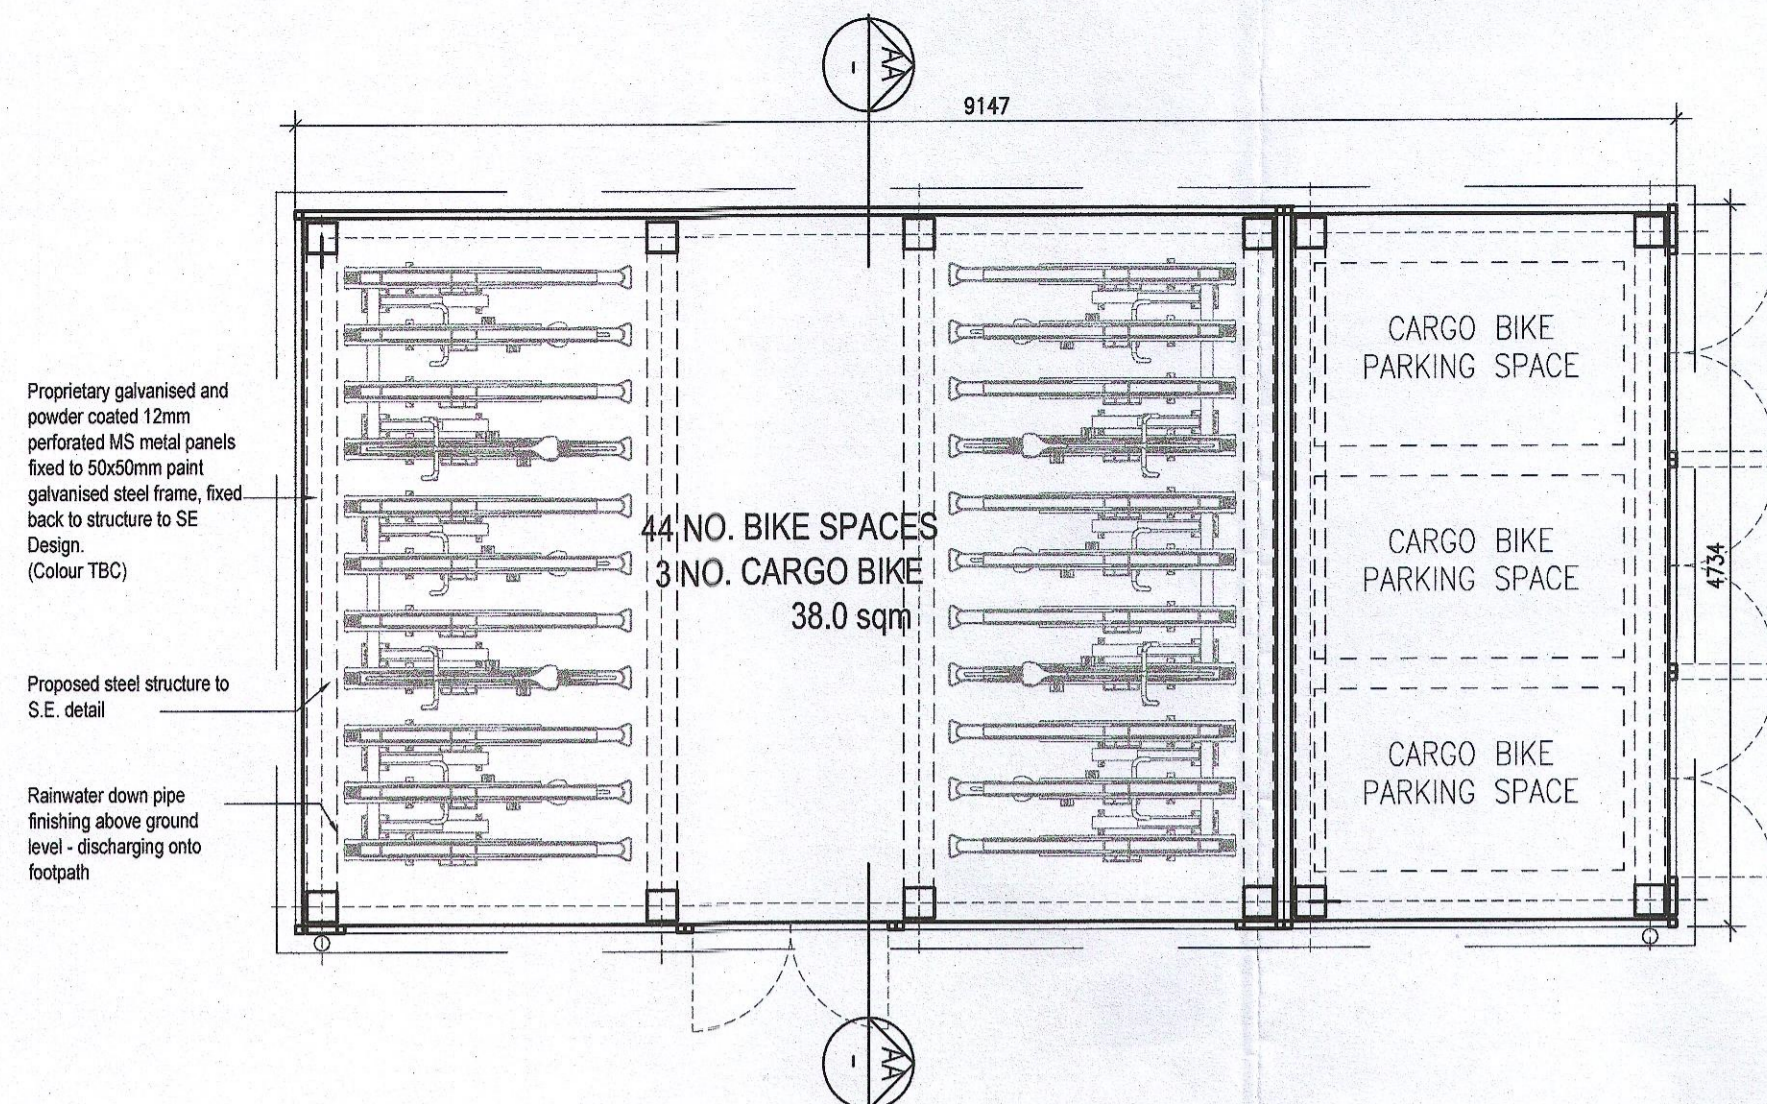 AA
9147
Proprietary galvanised and
powder coated 12mm
perforated MS metal panels
fixed to 50x50mm paint
galvanised steel frame, fixed
back to structure to SE
Design.
(Colour TBC)
Proposed steel structure to
S.E. detail
Rainwater down pipe
finishing above ground
level - discharging onto
footpath
44 NO. BIKE SPACES
3 NO. CARGO BIKE
38.0 sqm
CARGO BIKE
PARKING SPACE
CARGO BIKE
PARKING SPACE
CARGO BIKE
PARKING SPACE
4734
AA